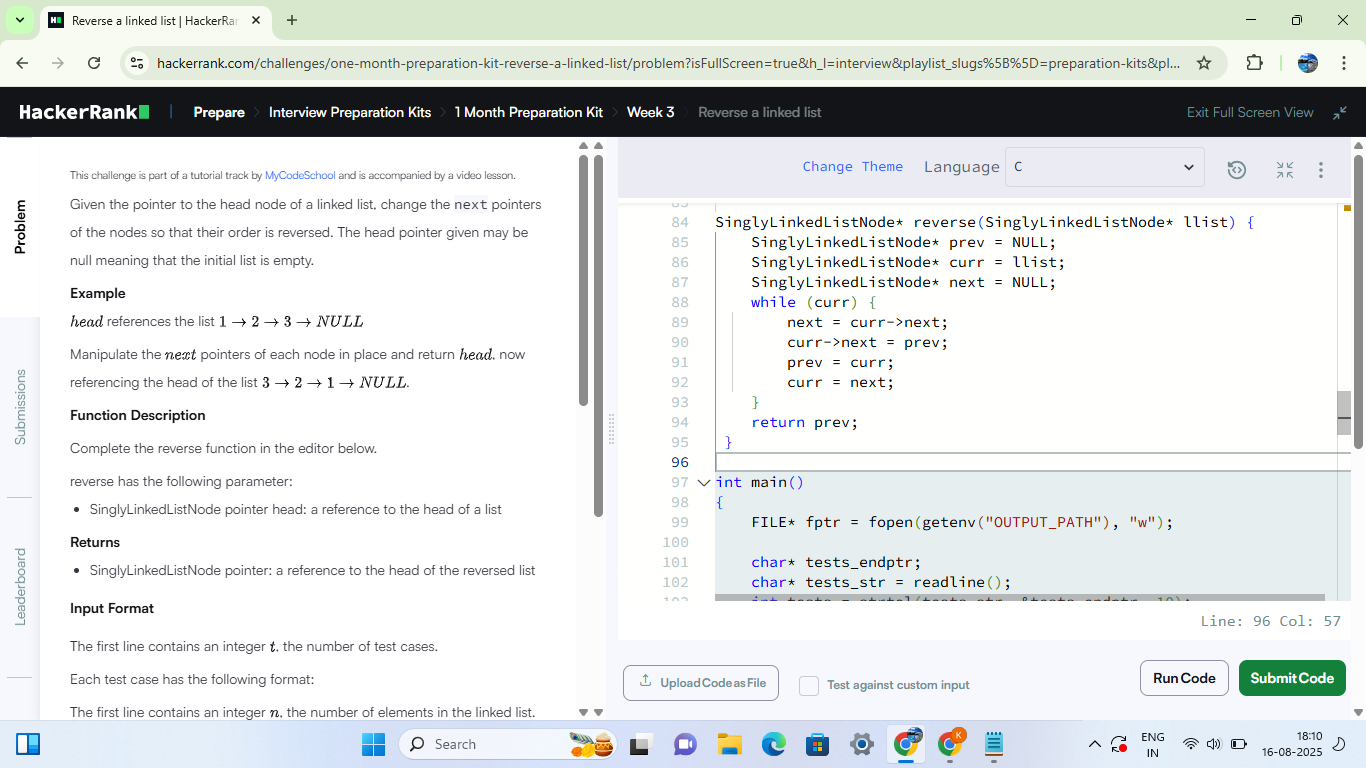 Reverse a linked list | HackerRan
hackerrank.com/challenges/one-month-preparation-kit-reverse-a-linked-list/problem?isFullScreen=true&h_l=interview&playlist_slugs%5B%5D=preparation-kits&pl...
HackerRank
Prepare > Interview Preparation Kits > 1 Month Preparation Kit > Week 3 > Reverse a linked list
Exit Full Screen View
Problem
Submissions
Leaderboard
This challenge is part of a tutorial track by MyCodeSchool and is accompanied by a video lesson.
Given the pointer to the head node of a linked list, change the next pointers
of the nodes so that their order is reversed. The head pointer given may be
null meaning that the initial list is empty.
Example
head references the list 1 → 2 → 3 → NULL
Manipulate the next pointers of each node in place and return head, now
referencing the head of the list 3 → 2 → 1 → NULL.
Function Description
Complete the reverse function in the editor below.
reverse has the following parameter:
• SinglyLinkedListNode pointer head: a reference to the head of a list
Returns
• SinglyLinkedListNode pointer: a reference to the head of the reversed list
Input Format
The first line contains an integer t, the number of test cases.
Each test case has the following format:
The first line contains an integer n, the number of elements in the linked list.
Change Theme Language C
83
84 SinglyLinkedListNode* reverse(SinglyLinkedListNode* llist) {
85 SinglyLinkedListNode* prev = NULL;
86 SinglyLinkedListNode* curr = llist;
87 SinglyLinkedListNode* next = NULL;
88 while (curr) {
89 next = curr->next;
90 curr->next = prev;
91 prev = curr;
92 curr = next;
93 }
94 return prev;
95 }
96
97 int main()
98 {
99 FILE* fptr = fopen(getenv("OUTPUT_PATH"), "w");
100
101 char* tests_endptr;
102 char* tests_str = readline();
103 int tests = strtol(tests_str, &tests_endptr, 10);
Line: 96 Col: 57
Upload Code as File
Test against custom input
Run Code
Submit Code
Search
K
ENG
IN
18:10
16-08-2025